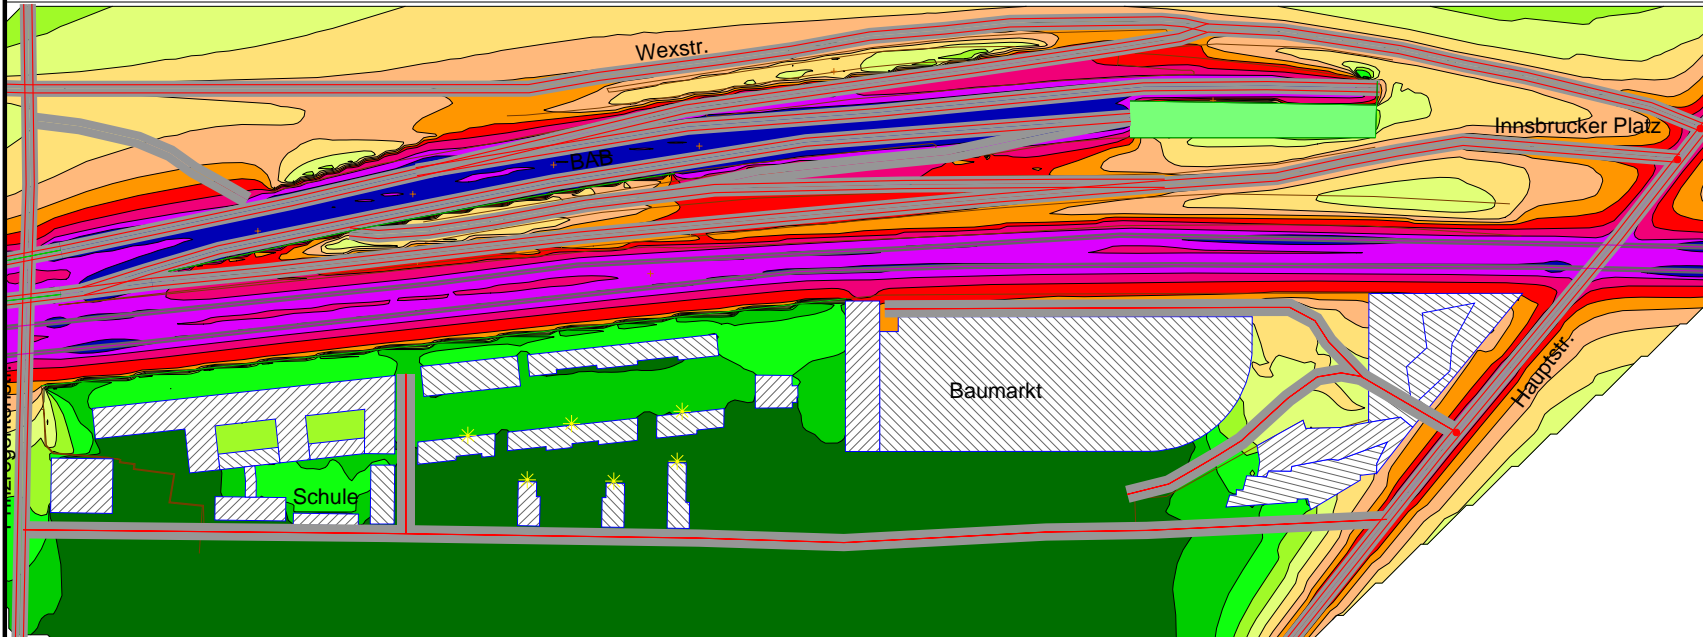 Wexstr.
Innsbrucker Platz
BAB
Hauptstr.
Baumarkt
Schule